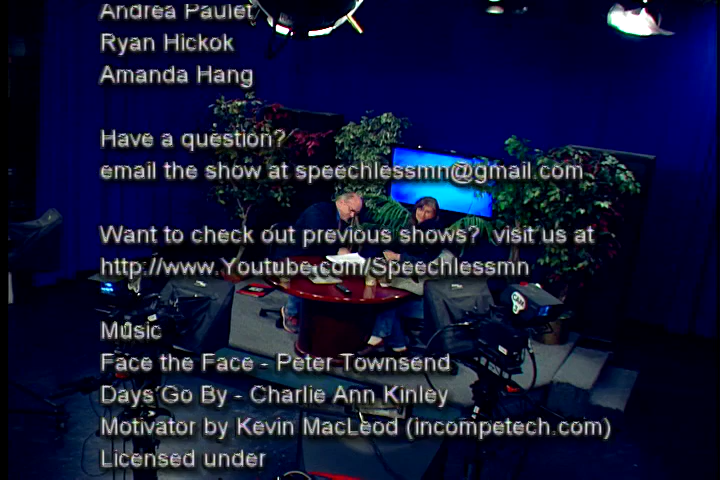 Andrea Paulet
Ryan Hickok
Amanda Hang
Have a question?
email the show at speechlessmn@gmail.com
Want to check out previous shows? visit us at
http://www.Youtube.com/Speechlessmn
Music
Face the Face - Peter Townsend
Days Go By - Charlie Ann Kinley
Motivator by Kevin MacLeod (incompetech.com)
Licensed under